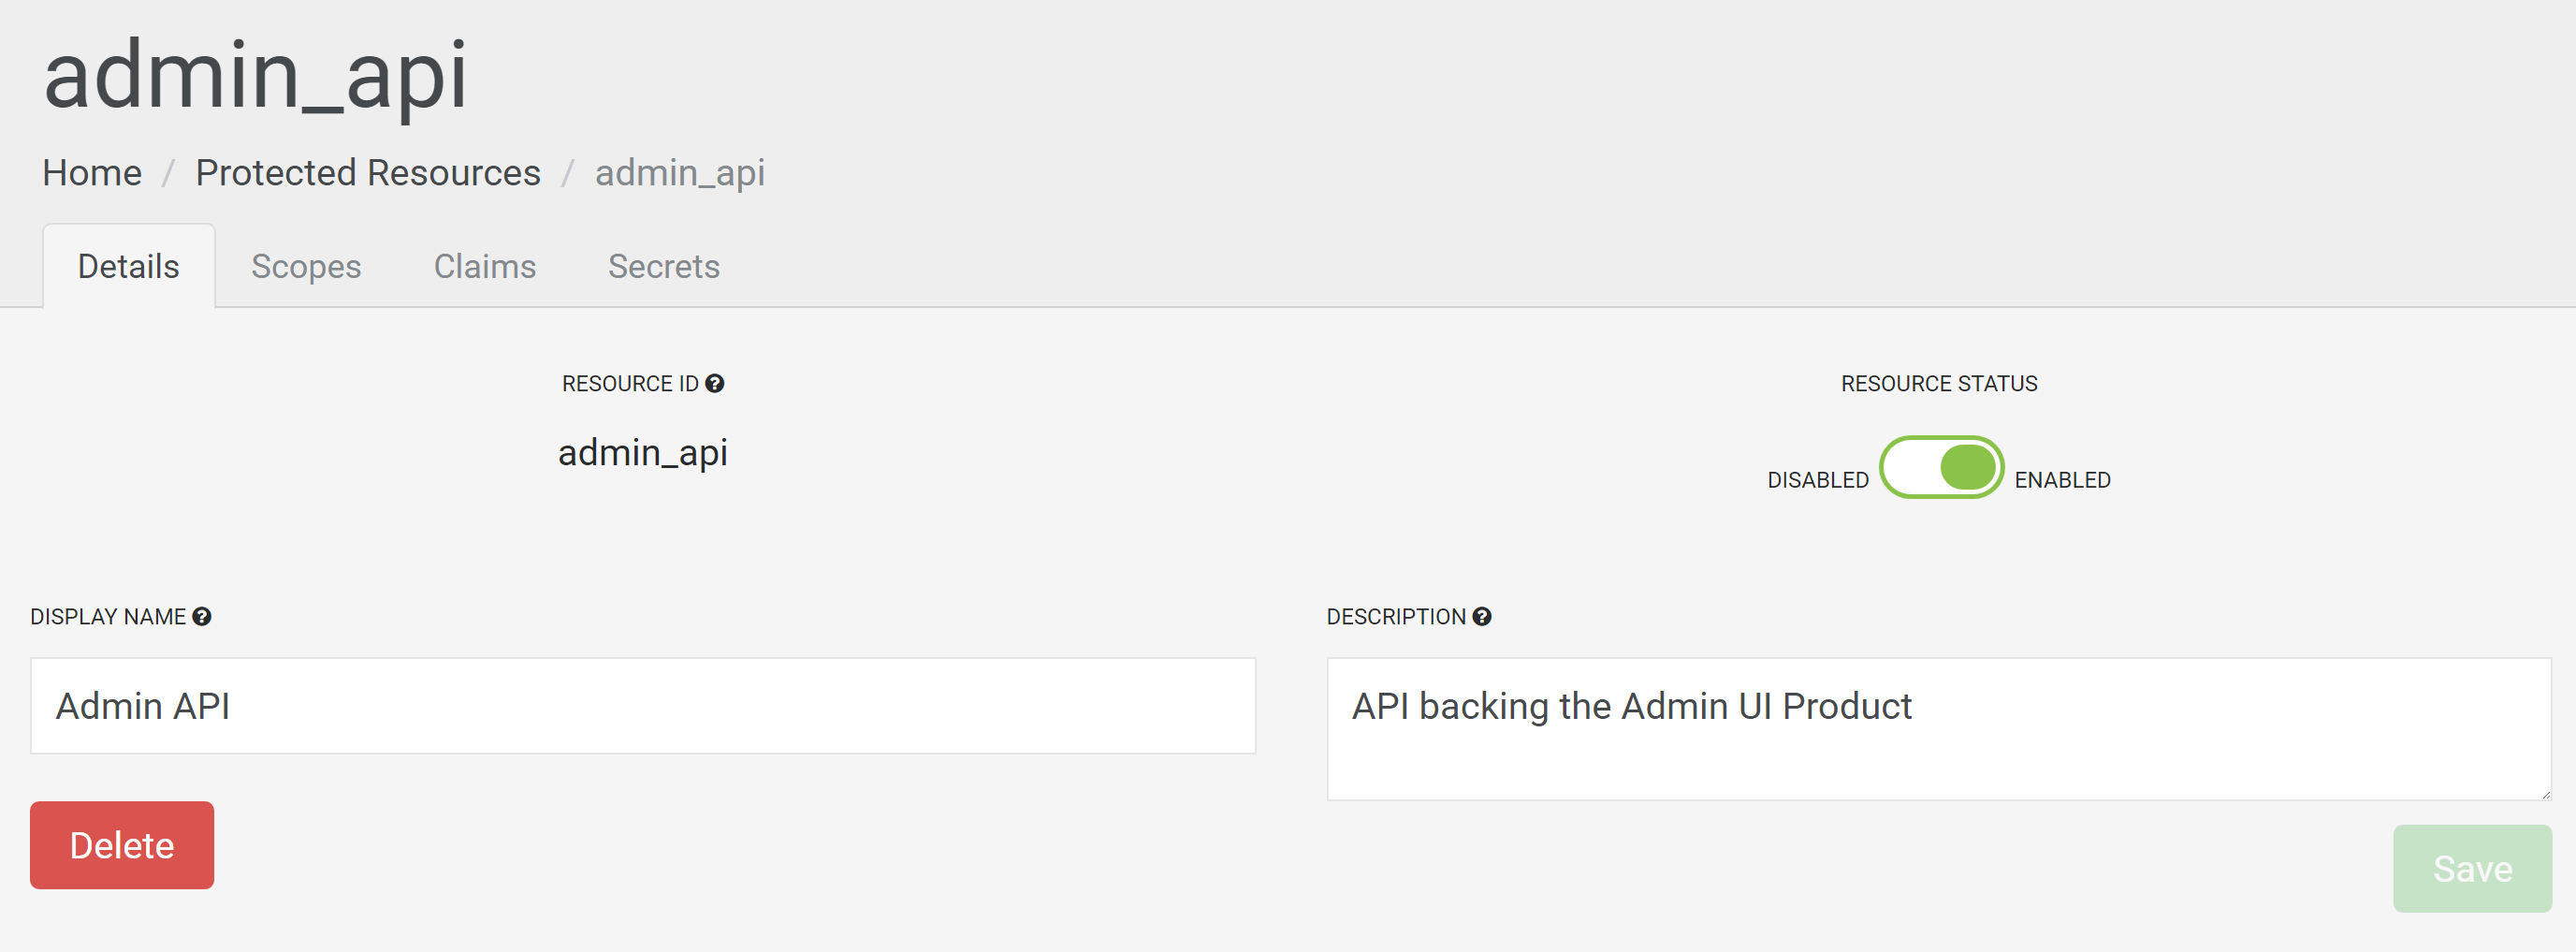 admin_api
Home / Protected Resources / admin_api
Details Scopes Claims Secrets
RESOURCE ID ?
RESOURCE STATUS
admin_api
DISABLED ENABLED
DISPLAY NAME ?
DESCRIPTION ?
Admin API
API backing the Admin UI Product
Delete
Save